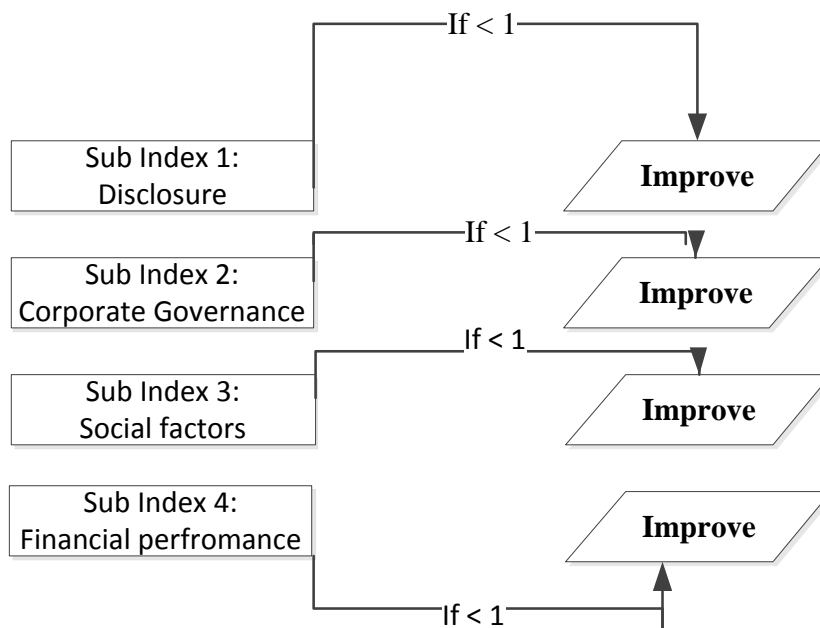 If < 1
Sub Index 1:
Disclosure
Improve
If < 1
Sub Index 2:
Corporate Governance
Improve
If < 1
Sub Index 3:
Social factors
Improve
Sub Index 4:
Financial perfromance
Improve
If < 1